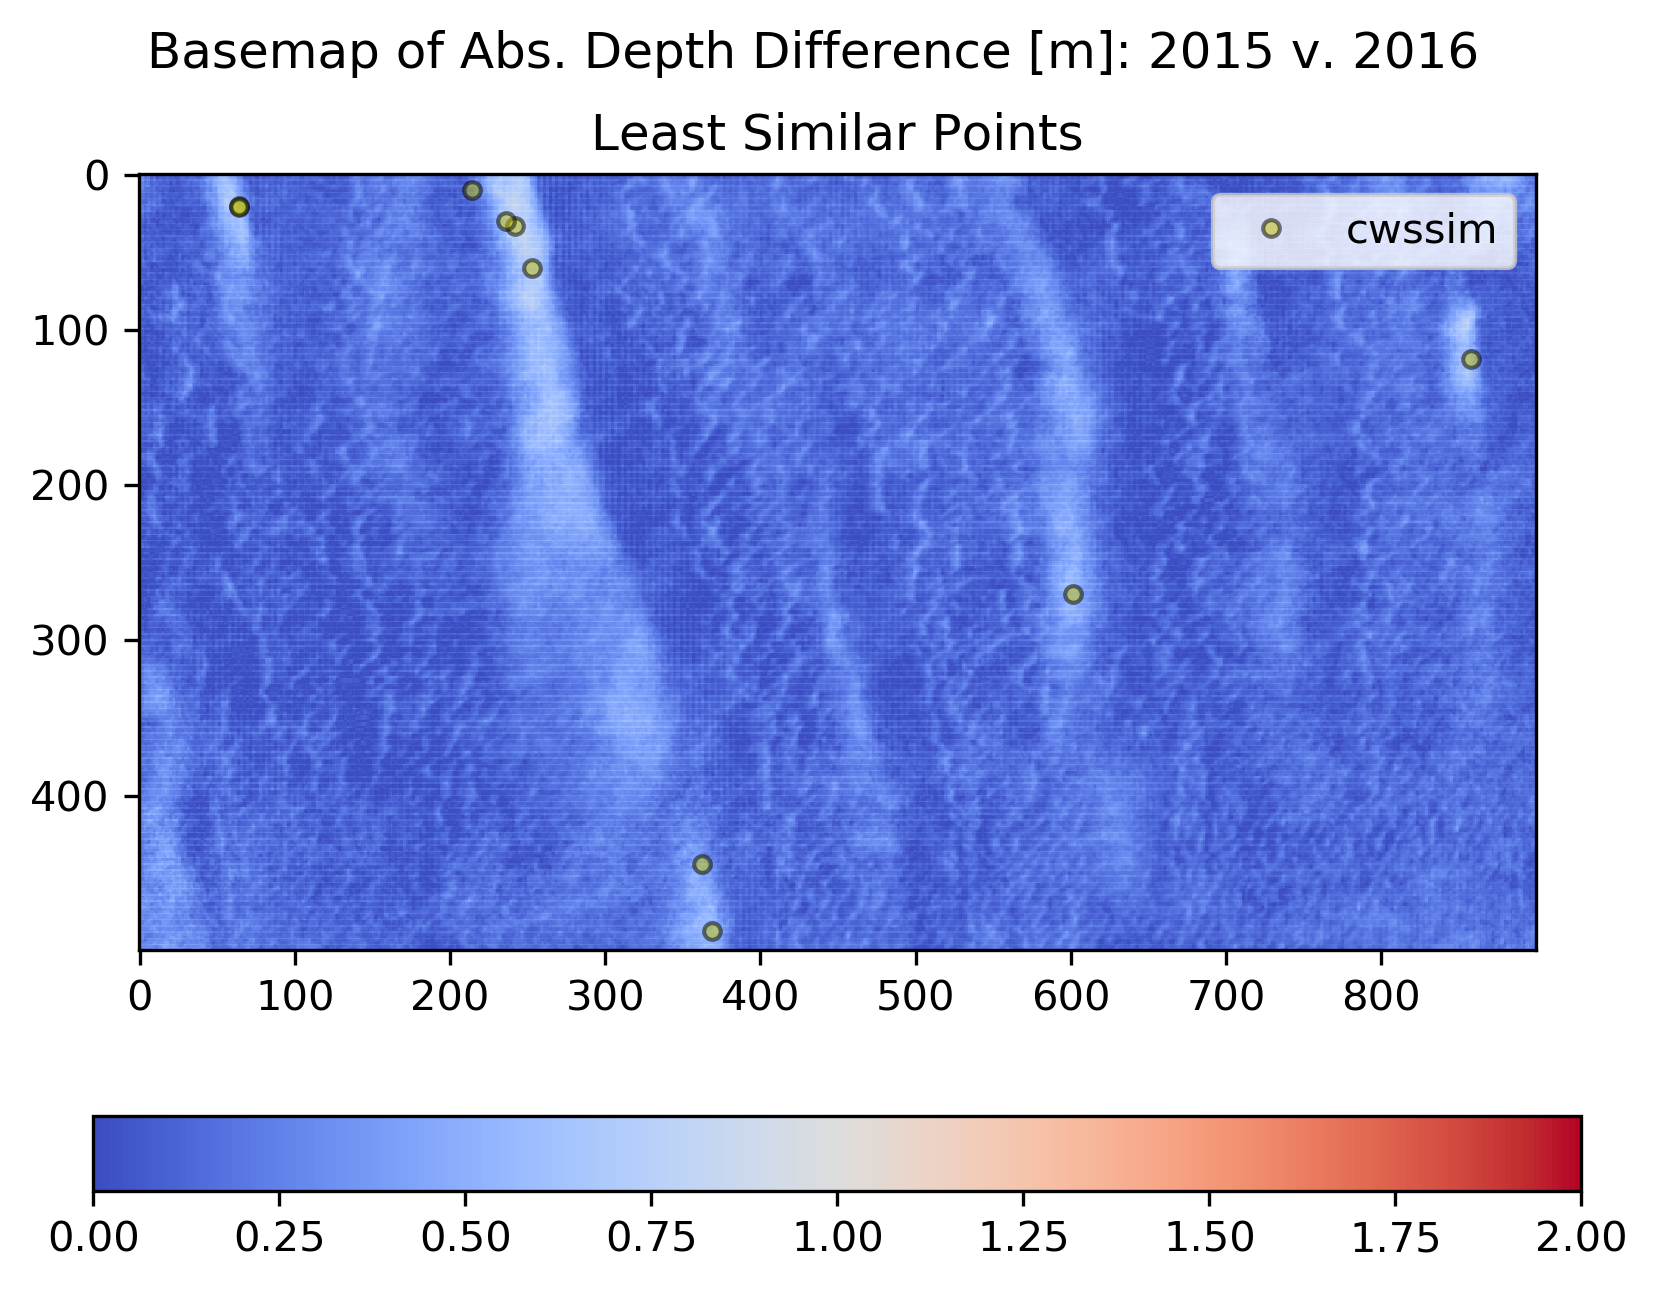 Basemap of Abs. Depth Difference [m]: 2015 v. 2016
Least Similar Points
cwssim
0
100
200
300
400
0 100 200 300 400 500 600 700 800
0.00 0.25 0.50 0.75 1.00 1.25 1.50 1.75 2.00